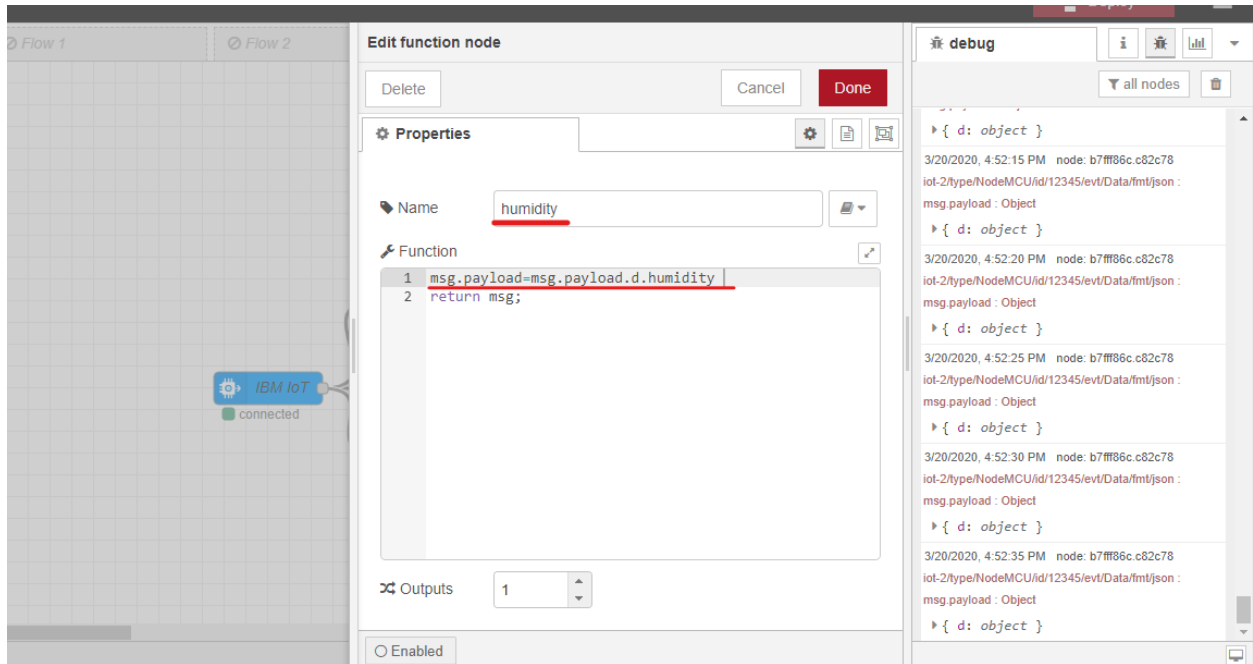 Flow 1
Flow 2
Edit function node
Delete
Cancel
Done
Properties
Name
humidity
Function
1 msg.payload=msg.payload.d.humidity
2 return msg;
Outputs
1
Enabled
IBM IoT
connected
debug
i
all nodes
{ d: object }
3/20/2020, 4:52:15 PM node: b7fff86c.c82c78
iot-2/type/NodeMCU/id/12345/evt/Data/fmt/json :
msg.payload : Object
{ d: object }
3/20/2020, 4:52:20 PM node: b7fff86c.c82c78
iot-2/type/NodeMCU/id/12345/evt/Data/fmt/json :
msg.payload : Object
{ d: object }
3/20/2020, 4:52:25 PM node: b7fff86c.c82c78
iot-2/type/NodeMCU/id/12345/evt/Data/fmt/json :
msg.payload : Object
{ d: object }
3/20/2020, 4:52:30 PM node: b7fff86c.c82c78
iot-2/type/NodeMCU/id/12345/evt/Data/fmt/json :
msg.payload : Object
{ d: object }
3/20/2020, 4:52:35 PM node: b7fff86c.c82c78
iot-2/type/NodeMCU/id/12345/evt/Data/fmt/json :
msg.payload : Object
{ d: object }